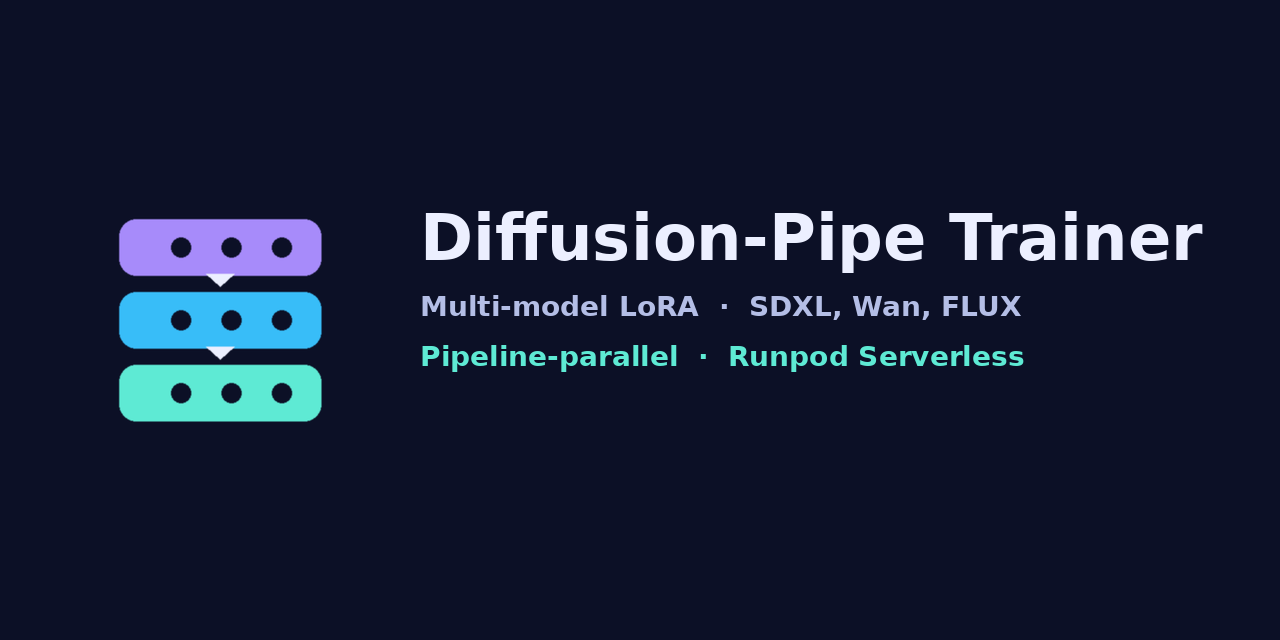 Diffusion-Pipe Trainer
Multi-model LoRA · SDXL, Wan, FLUX
Pipeline-parallel · Runpod Serverless